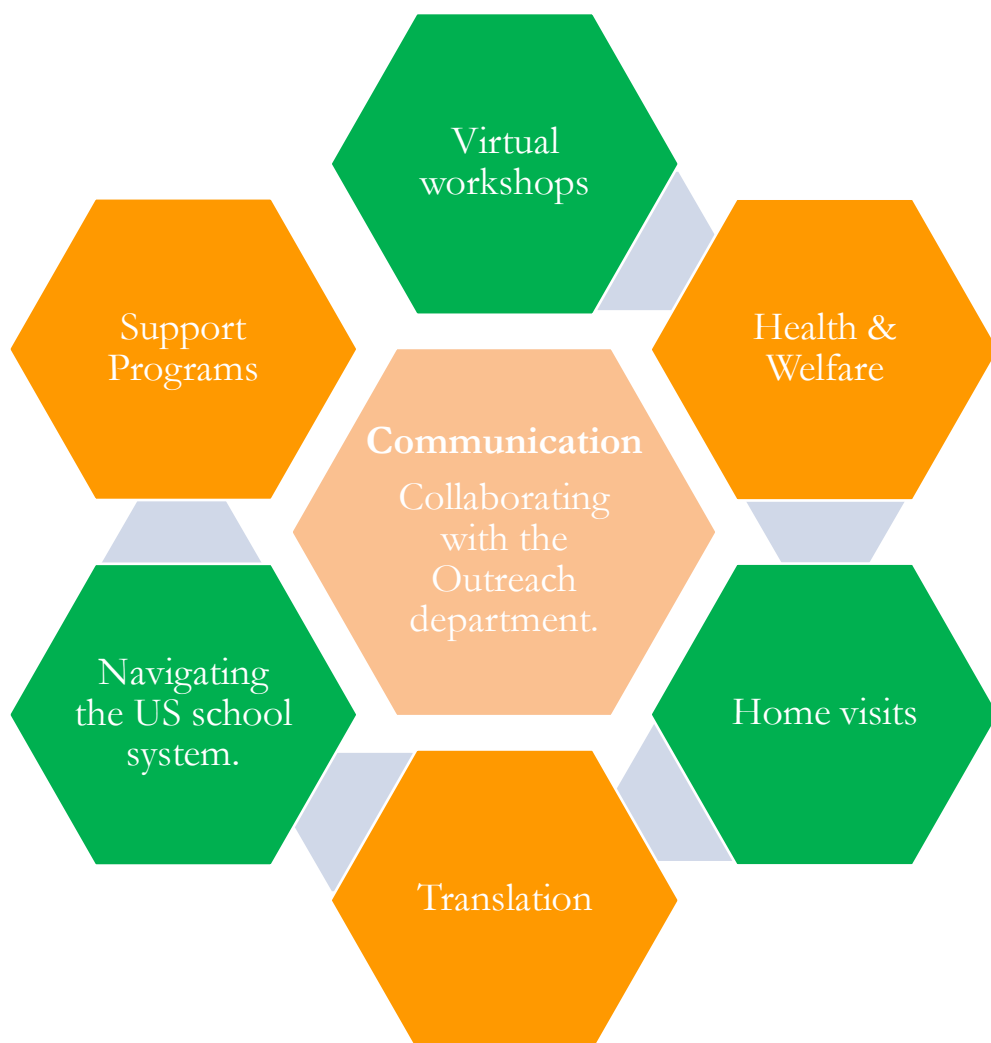 Virtual
workshops
Health &
Welfare
Home visits
Translation
Navigating
the US school
system.
Support
Programs
Communication
Collaborating
with the
Outreach
department.